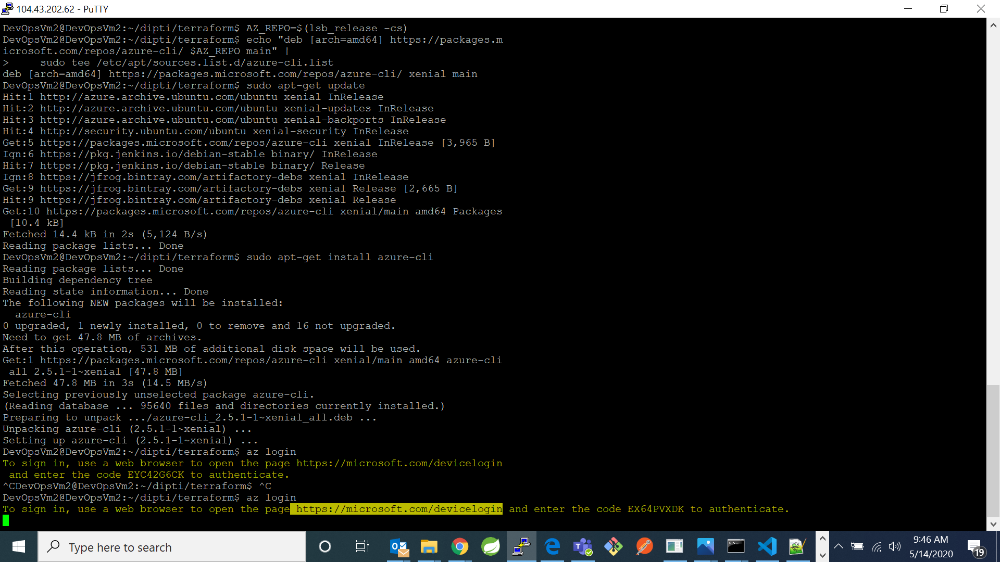 104.43.202.62 - PuTTY
DevOpsVm2@DevOpsVm2:~/dipti/terraform$ AZ_REPO=$(lsb_release -cs)
DevOpsVm2@DevOpsVm2:~/dipti/terraform$ echo "deb [arch=amd64] https://packages.m
icrosoft.com/repos/azure-cli/ $AZ_REPO main" |
>     sudo tee /etc/apt/sources.list.d/azure-cli.list
deb [arch=amd64] https://packages.microsoft.com/repos/azure-cli/ xenial main
DevOpsVm2@DevOpsVm2:~/dipti/terraform$ sudo apt-get update
Hit:1 http://azure.archive.ubuntu.com/ubuntu xenial InRelease
Hit:2 http://azure.archive.ubuntu.com/ubuntu xenial-updates InRelease
Hit:3 http://azure.archive.ubuntu.com/ubuntu xenial-backports InRelease
Hit:4 http://security.ubuntu.com/ubuntu xenial-security InRelease
Get:5 https://packages.microsoft.com/repos/azure-cli xenial InRelease [3,965 B]
Ign:6 https://pkg.jenkins.io/debian-stable binary/ InRelease
Hit:7 https://pkg.jenkins.io/debian-stable binary/ Release
Ign:8 https://jfrog.bintray.com/artifactory-debs xenial InRelease
Get:9 https://jfrog.bintray.com/artifactory-debs xenial Release [2,665 B]
Hit:9 https://jfrog.bintray.com/artifactory-debs xenial Release
Get:10 https://packages.microsoft.com/repos/azure-cli xenial/main amd64 Packages
 [10.4 kB]
Fetched 14.4 kB in 2s (5,124 B/s)
Reading package lists... Done
DevOpsVm2@DevOpsVm2:~/dipti/terraform$ sudo apt-get install azure-cli
Reading package lists... Done
Building dependency tree
Reading state information... Done
The following NEW packages will be installed:
  azure-cli
0 upgraded, 1 newly installed, 0 to remove and 16 not upgraded.
Need to get 47.8 MB of archives.
After this operation, 531 MB of additional disk space will be used.
Get:1 https://packages.microsoft.com/repos/azure-cli xenial/main amd64 azure-cli
 all 2.5.1-1~xenial [47.8 MB]
Fetched 47.8 MB in 3s (14.5 MB/s)
Selecting previously unselected package azure-cli.
(Reading database ... 95640 files and directories currently installed.)
Preparing to unpack .../azure-cli_2.5.1-1~xenial_all.deb ...
Unpacking azure-cli (2.5.1-1~xenial) ...
Setting up azure-cli (2.5.1-1~xenial) ...
DevOpsVm2@DevOpsVm2:~/dipti/terraform$ az login
To sign in, use a web browser to open the page https://microsoft.com/devicelogin
 and enter the code EYC42G6CK to authenticate.
^CDevOpsVm2@DevOpsVm2:~/dipti/terraform$ ^C
DevOpsVm2@DevOpsVm2:~/dipti/terraform$ az login
To sign in, use a web browser to open the page https://microsoft.com/devicelogin and enter the code EX64PVXDK to authenticate.
Type here to search
9:46 AM
5/14/2020
19